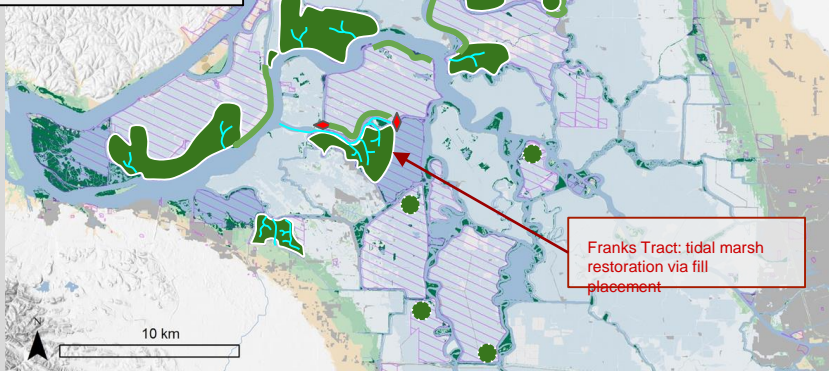 Franks Tract: tidal marsh
restoration via fill
placement
N
10 km